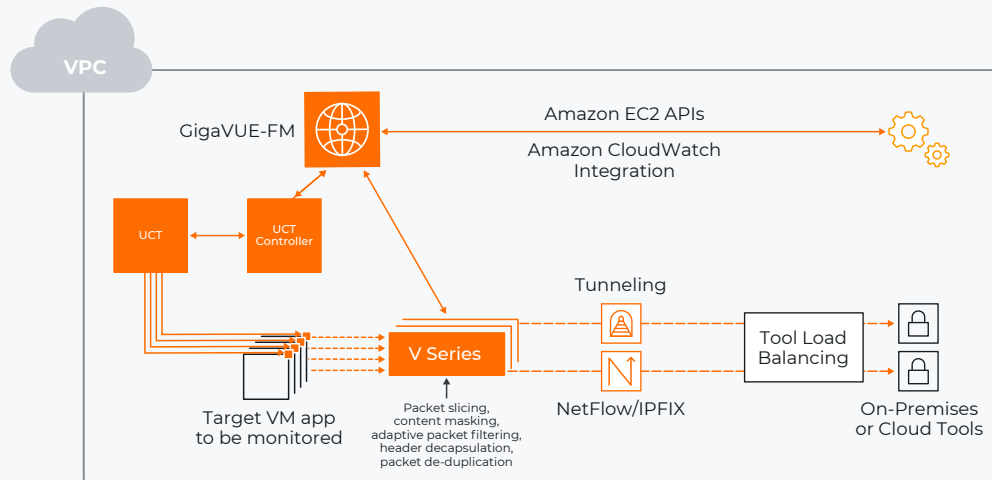 VPC
GigaVUE-FM
Amazon EC2 APIs
Amazon CloudWatch
Integration
UCT
UCT
Controller
Tunneling
V Series
Tool Load
Balancing
NetFlow/IPFIX
Target VM app
to be monitored
Packet slicing,
content masking,
adaptive packet filtering,
header decapsulation,
packet de-duplication
On-Premises
or Cloud Tools